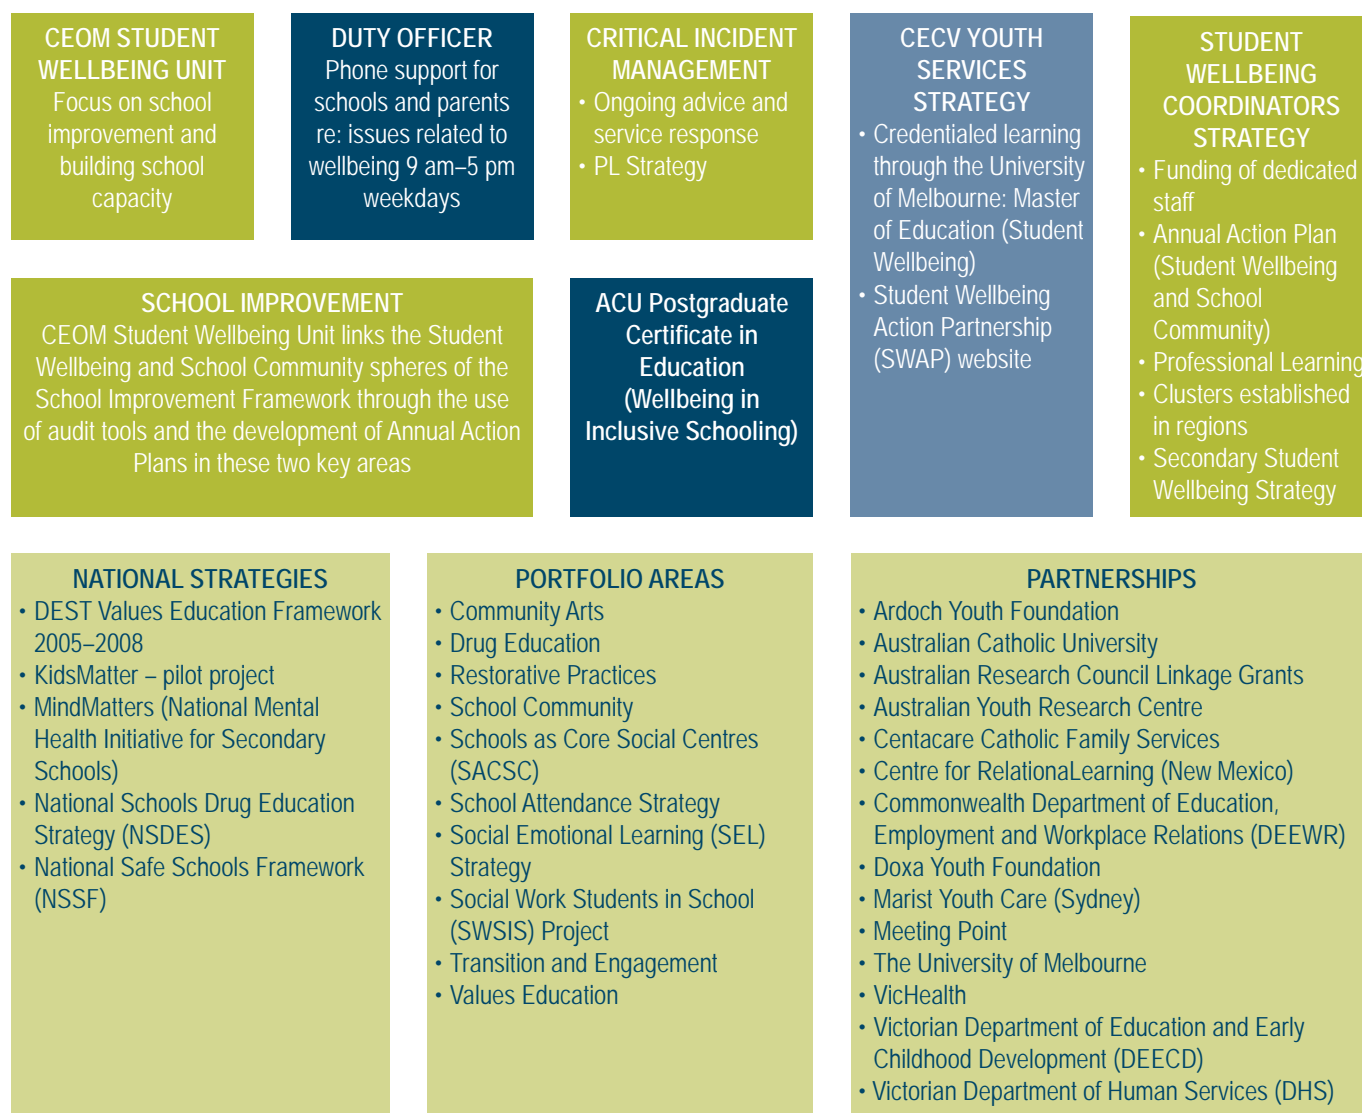 CEOM STUDENT
WELLBEING UNIT
Focus on school
improvement and
building school
capacity
DUTY OFFICER
Phone support for
schools and parents
re: issues related to
wellbeing 9 am–5 pm
weekdays
CRITICAL INCIDENT
MANAGEMENT
• Ongoing advice and
service response
• PL Strategy
CECV YOUTH
SERVICES
STRATEGY
• Credentialed learning
through the University
of Melbourne: Master
of Education (Student
Wellbeing)
• Student Wellbeing
Action Partnership
(SWAP) website
STUDENT
WELLBEING
COORDINATORS
STRATEGY
• Funding of dedicated
staff
• Annual Action Plan
(Student Wellbeing
and School
Community)
• Professional Learning
• Clusters established
in regions
• Secondary Student
Wellbeing Strategy
SCHOOL IMPROVEMENT
CEOM Student Wellbeing Unit links the Student
Wellbeing and School Community spheres of the
School Improvement Framework through the use
of audit tools and the development of Annual Action
Plans in these two key areas
ACU Postgraduate
Certificate in
Education
(Wellbeing in
Inclusive Schooling)
NATIONAL STRATEGIES
• DEST Values Education Framework
2005–2008
• KidsMatter – pilot project
• MindMatters (National Mental
Health Initiative for Secondary
Schools)
• National Schools Drug Education
Strategy (NSDES)
• National Safe Schools Framework
(NSSF)
PORTFOLIO AREAS
• Community Arts
• Drug Education
• Restorative Practices
• School Community
• Schools as Core Social Centres
(SACSC)
• School Attendance Strategy
• Social Emotional Learning (SEL)
Strategy
• Social Work Students in School
(SWSIS) Project
• Transition and Engagement
• Values Education
PARTNERSHIPS
• Ardoch Youth Foundation
• Australian Catholic University
• Australian Research Council Linkage Grants
• Australian Youth Research Centre
• Centacare Catholic Family Services
• Centre for RelationaLearning (New Mexico)
• Commonwealth Department of Education,
Employment and Workplace Relations (DEEWR)
• Doxa Youth Foundation
• Marist Youth Care (Sydney)
• Meeting Point
• The University of Melbourne
• VicHealth
• Victorian Department of Education and Early
Childhood Development (DEECD)
• Victorian Department of Human Services (DHS)